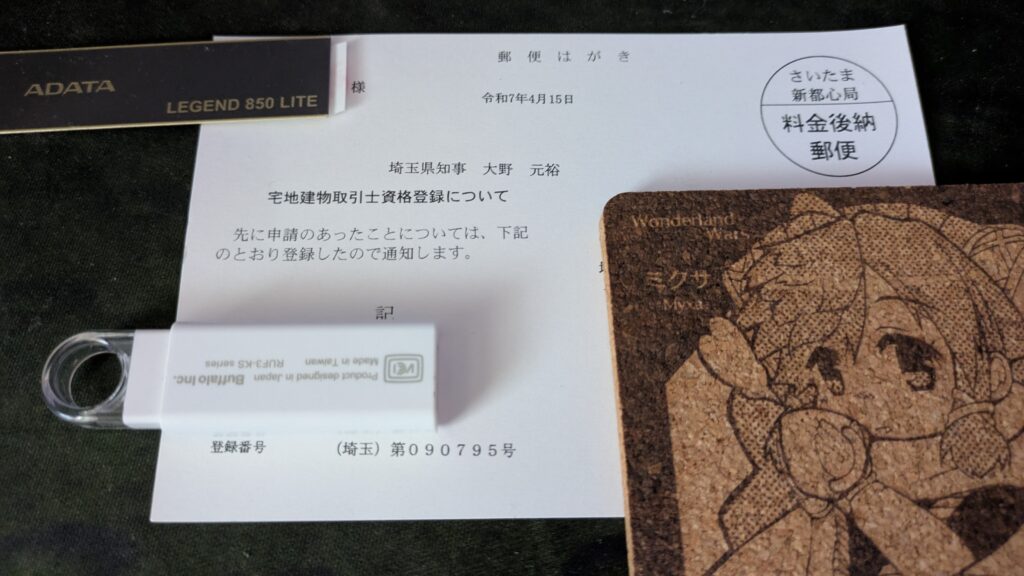 ADATA
LEGEND 850 LITE
郵便はがき
様
令和7年4月15日
さいたま
新都心局
料金後納
郵便
埼玉県知事 大野 元裕
宅地建物取引士資格登録について
先に申請のあったことについては、下記
のとおり登録したので通知します。
記
Product designed in Japan Buffalo Inc.
Made in Taiwan RUF3-KS series
VCCI
登録番号 （埼玉）第０９０７９５号
Wonderland
Wars
ミクサ